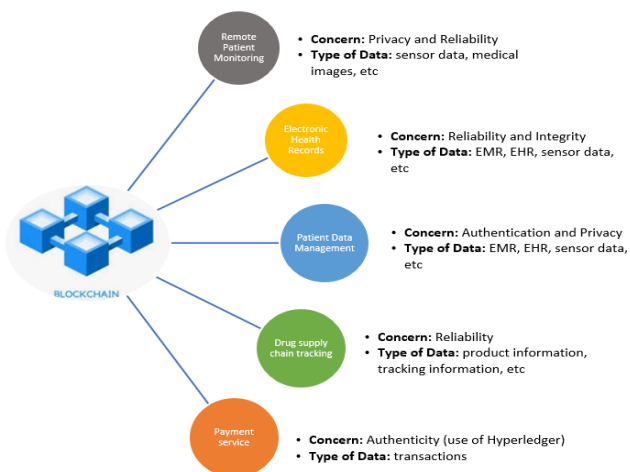 Remote
Patient
Monitoring
• Concern: Privacy and Reliability
• Type of Data: sensor data, medical
images, etc
Electronic
Health
Records
• Concern: Reliability and Integrity
• Type of Data: EMR, EHR, sensor data,
etc
BLOCKCHAIN
Patient Data
Management
• Concern: Authentication and Privacy
• Type of Data: EMR, EHR, sensor data,
etc
Drug supply
chain tracking
• Concern: Reliability
• Type of Data: product information,
tracking information, etc
Payment
service
• Concern: Authenticity (use of Hyperledger)
• Type of Data: transactions